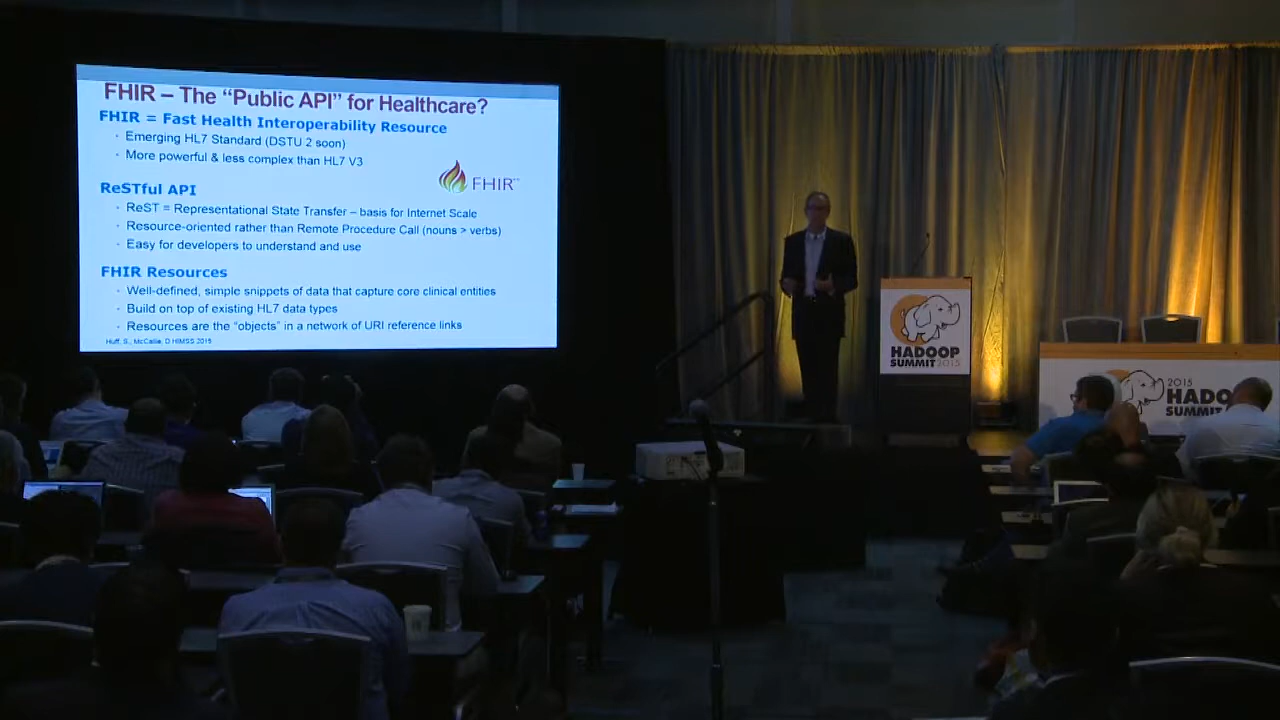 FHIR – The “Public API” for Healthcare?
FHIR = Fast Health Interoperability Resource
· Emerging HL7 Standard (DSTU 2 soon)
· More powerful & less complex than HL7 V3
FHIR™
ReSTful API
· ReST = Representational State Transfer – basis for Internet Scale
· Resource-oriented rather than Remote Procedure Call (nouns > verbs)
· Easy for developers to understand and use
FHIR Resources
· Well-defined, simple snippets of data that capture core clinical entities
· Build on top of existing HL7 data types
· Resources are the “objects” in a network of URI reference links
Huff, S., McCallie, D HIMSS 2015
HADOOP
SUMMIT 2015
2015
HADO
SUMMIT